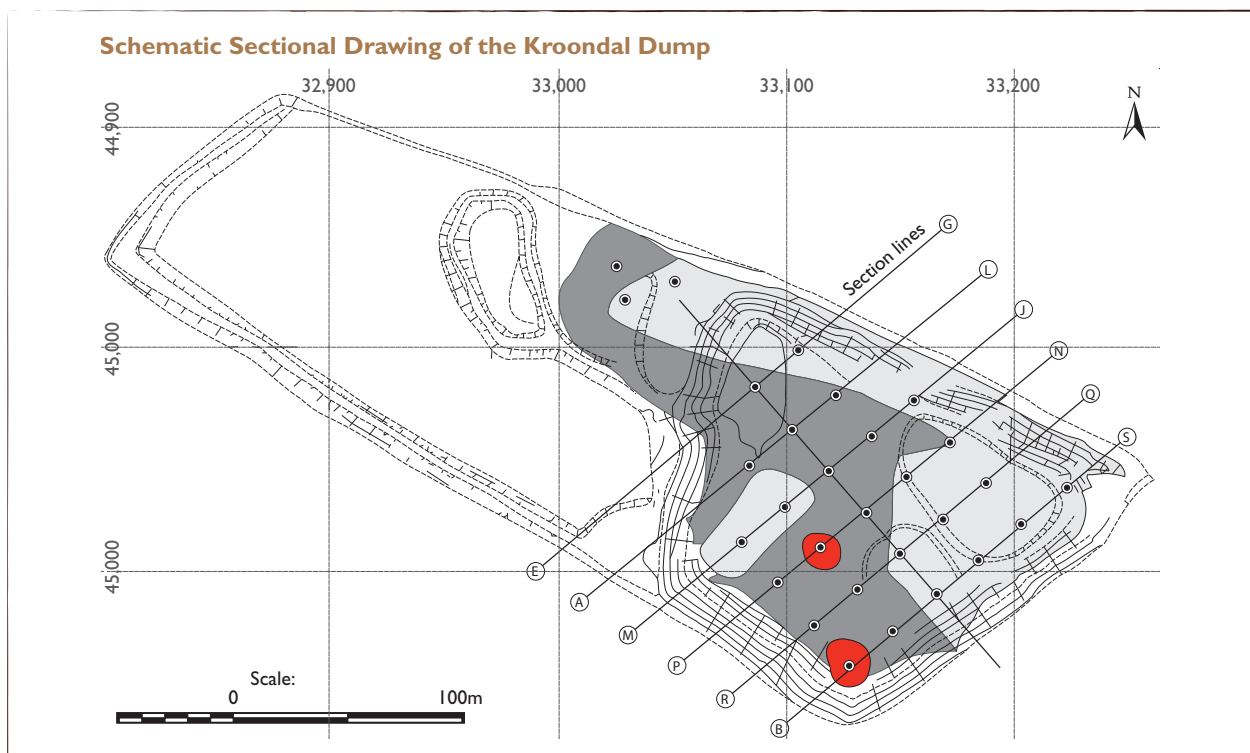 Schematic Sectional Drawing of the Kroondal Dump
32,900 33,000 33,100 33,200
N
44,900
G
Section lines
L
J
45,000
N
Q
S
45,000
E
A
M
P
R
B
Scale:
0 100m